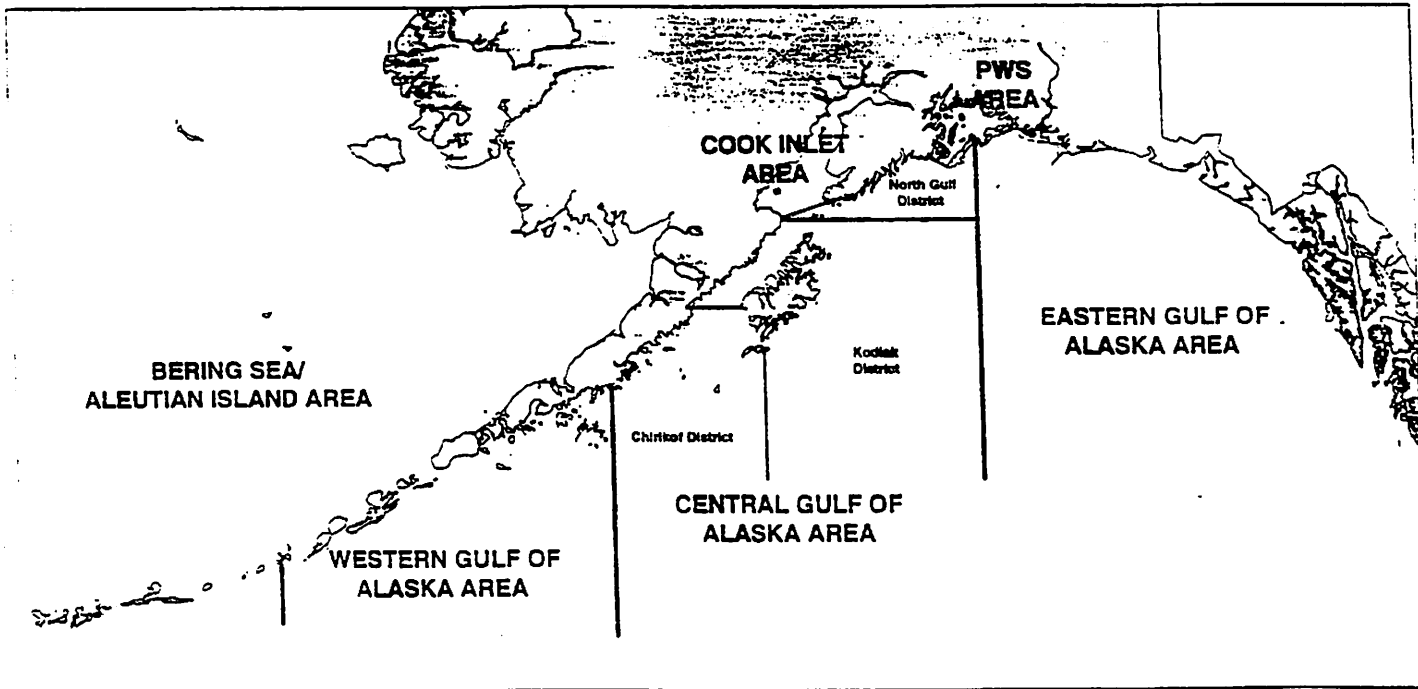 PWS
AREA
COOK INLET
AREA
North Gulf
District
EASTERN GULF OF
ALASKA AREA
Kodiak
District
BERING SEA/
ALEUTIAN ISLAND AREA
Chirikof District
CENTRAL GULF OF
ALASKA AREA
WESTERN GULF OF
ALASKA AREA